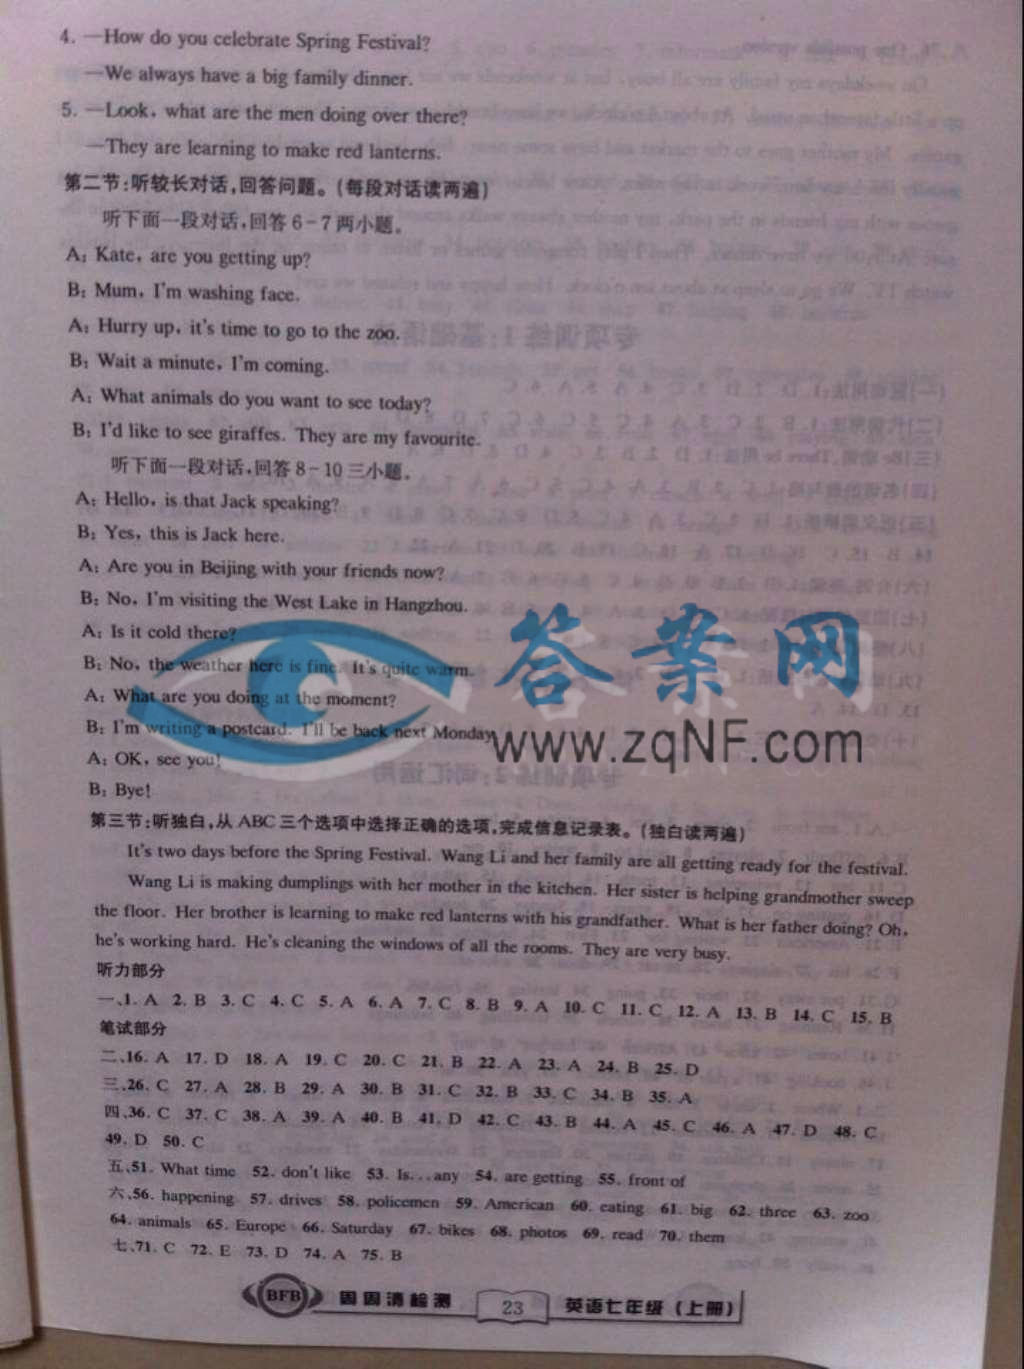 4. —How do you celebrate Spring Festival?
—We always have a big family dinner.
5. —Look, what are the men doing over there?
—They are learning to make red lanterns.
第二节:听较长对话,回答问题。(每段对话读两遍)
听下面一段对话,回答6-7两小题。
A: Kate, are you getting up?
B: Mum, I'm washing face.
A: Hurry up, it's time to go to the zoo.
B: Wait a minute, I'm coming.
A: What animals do you want to see today?
B: I'd like to see giraffes. They are my favourite.
听下面一段对话,回答8-10三小题。
A: Hello, is that Jack speaking?
B: Yes, this is Jack here.
A: Are you in Beijing with your friends now?
B: No, I'm visiting the West Lake in Hangzhou.
A: Is it cold there?
B: No, the weather here is fine. It's quite warm.
A: What are you doing at the moment?
B: I'm writing a postcard. I'll be back next Monday.
A: OK, see you!
B: Bye!
答案网
www.zqNF.com
第三节:听独白,从ABC三个选项中选择正确的选项,完成信息记录表。(独白读两遍)
It's two days before the Spring Festival. Wang Li and her family are all getting ready for the festival.
Wang Li is making dumplings with her mother in the kitchen. Her sister is helping grandmother sweep
the floor. Her brother is learning to make red lanterns with his grandfather. What is her father doing? Oh,
he's working hard. He's cleaning the windows of all the rooms. They are very busy.
听力部分
一、1. A 2. B 3. C 4. C 5. A 6. A 7. C 8. B 9. A 10. C 11. C 12. A 13. B 14. C 15. B
笔试部分
二、16. A 17. D 18. A 19. C 20. C 21. B 22. A 23. A 24. B 25. D
三、26. C 27. A 28. B 29. A 30. B 31. C 32. B 33. C 34. B 35. A
四、36. C 37. C 38. A 39. A 40. B 41. D 42. C 43. B 44. A 45. C 46. A 47. D 48. C
49. D 50. C
五、51. What time 52. don't like 53. Is...any 54. are getting 55. front of
六、56. happening 57. drives 58. policemen 59. American 60. eating 61. big 62. three 63. zoo
64. animals 65. Europe 66. Saturday 67. bikes 68. photos 69. read 70. them
七、71. C 72. E 73. D 74. A 75. B
BFB 周周清检测 23 英语七年级(上册)